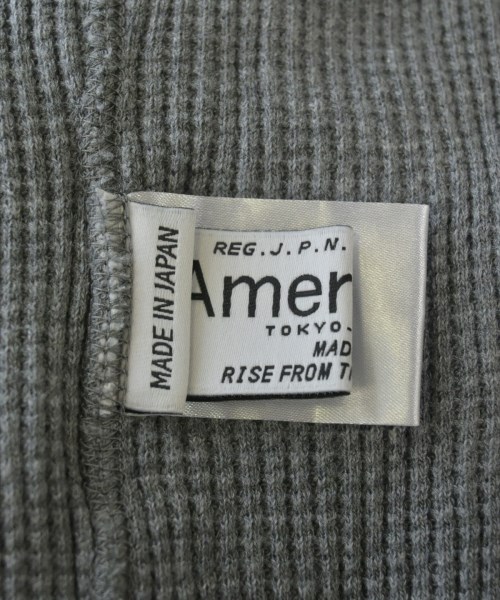 MADE IN JAPAN
REG.J.P.N.
Amer
TOKYO
MAD
RISE FROM T